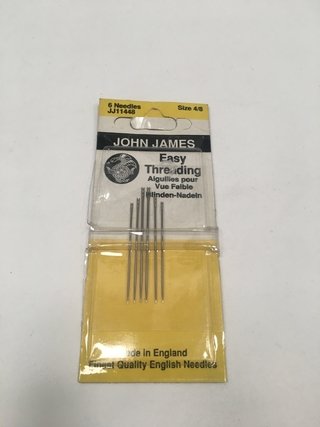 6 Needles
Size 4/8
JJ11448
JOHN JAMES
Easy
Threading
Aiguilles pour
Vue Faible
Blinden-Nadeln
Made in England
Finest Quality English Needles